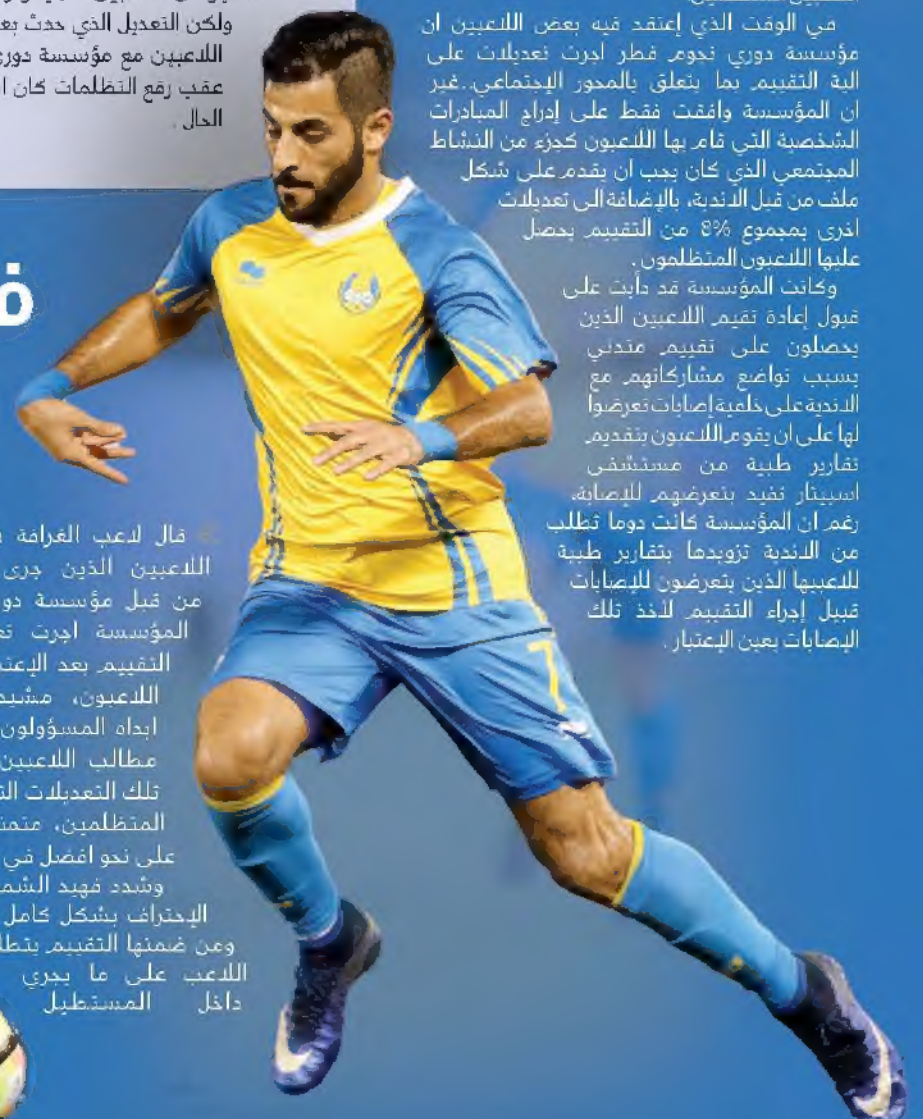 ولكن التعديل الذي حدث بعد
اللاعبين مع مؤسسة دوري
عقب رفع التظلمات كان
الحال .
في الوقت الذي إعتقد فيه بعض اللاعبين ان
مؤسسة دوري نجوم قطر اجرت تعديلات على
الية التقييم بما يتعلق بالمحور الإجتماعي..غير
ان المؤسسة وافقت فقط على إدراج المبادرات
الشخصية التي قام بها اللاعبون كجزء من النشاط
المجتمعي الذي كان يجب ان يقدم على شكل
ملف من قبل الاندية، بالإضافة الى تعديلات
اخرى بمجموع 8% من التقييم يحصل
عليها اللاعبون المتظلمون.
وكانت المؤسسة قد دأبت على
قبول إعادة تقيم اللاعبين الذين
يحصلون على تقييم متدني
بسبب تواضع مشاركاتهم مع
الاندية على خلفية إصابات تعرضوا
لها على ان يقوم اللاعبون بتقديم
تقارير طبية من مستشفى
اسبيتار تفيد بتعرضهم للإصابة،
رغم ان المؤسسة كانت دوما تطلب
من الاندية تزويدها بتقارير طبية
للاعبيها الذين يتعرضون للإصابات
قبيل إجراء التقييم لأخذ تلك
الإصابات بعين الإعتبار .
قال لاعب الغرافة
اللاعبين الذين جرى
من قبل مؤسسة دو
المؤسسة اجرت تع
التقييم بعد الإعت
اللاعبون، مشيد
ابداه المسؤولون
مطالب اللاعبين
تلك التعديلات الت
المتظلمين، متمن
على نحو افضل في
وشدد فهيد الشم
الإحتراف بشكل كامل
ومن ضمنها التقييم يتطل
اللاعب على ما يجري
داخل المستطيل
7